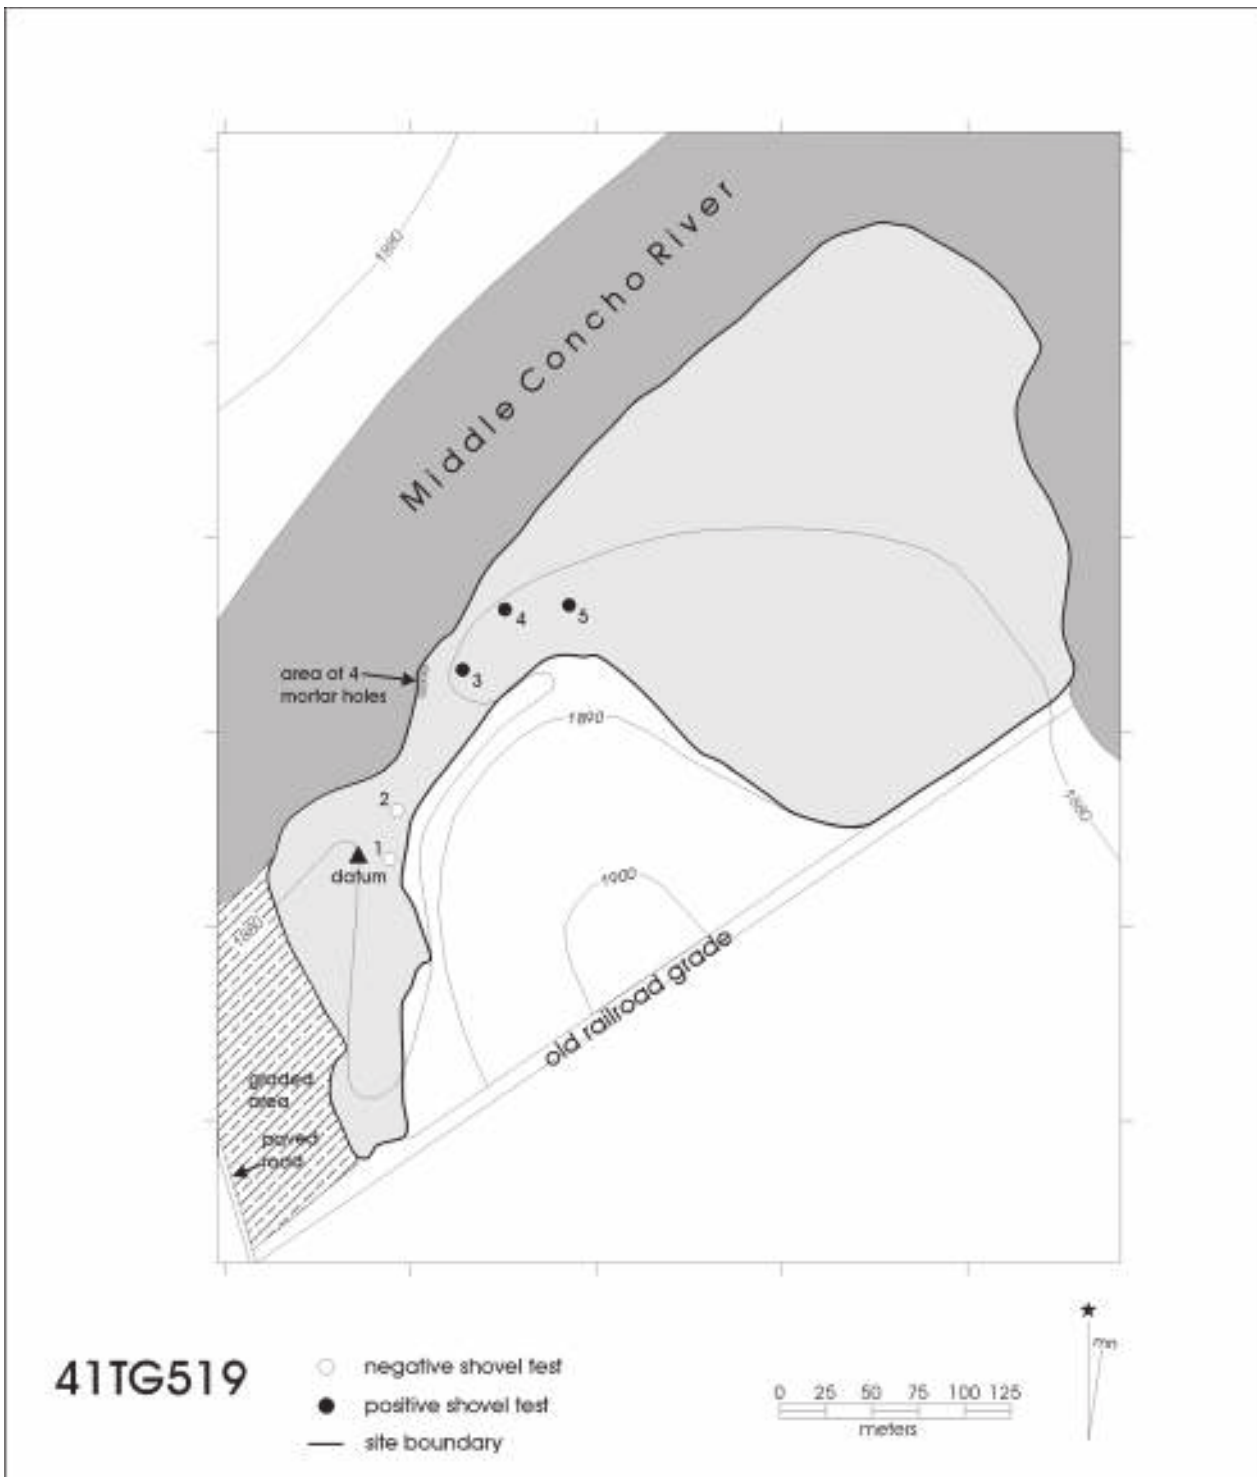 1880
Middle Concho River
4
5
area of 4
mortar holes
3
1890
2
1880
1
datum
1900
1880
old railroad grade
graded
area
paved
road
mn
41TG519
negative shovel test
positive shovel test
site boundary
0 25 50 75 100 125
meters